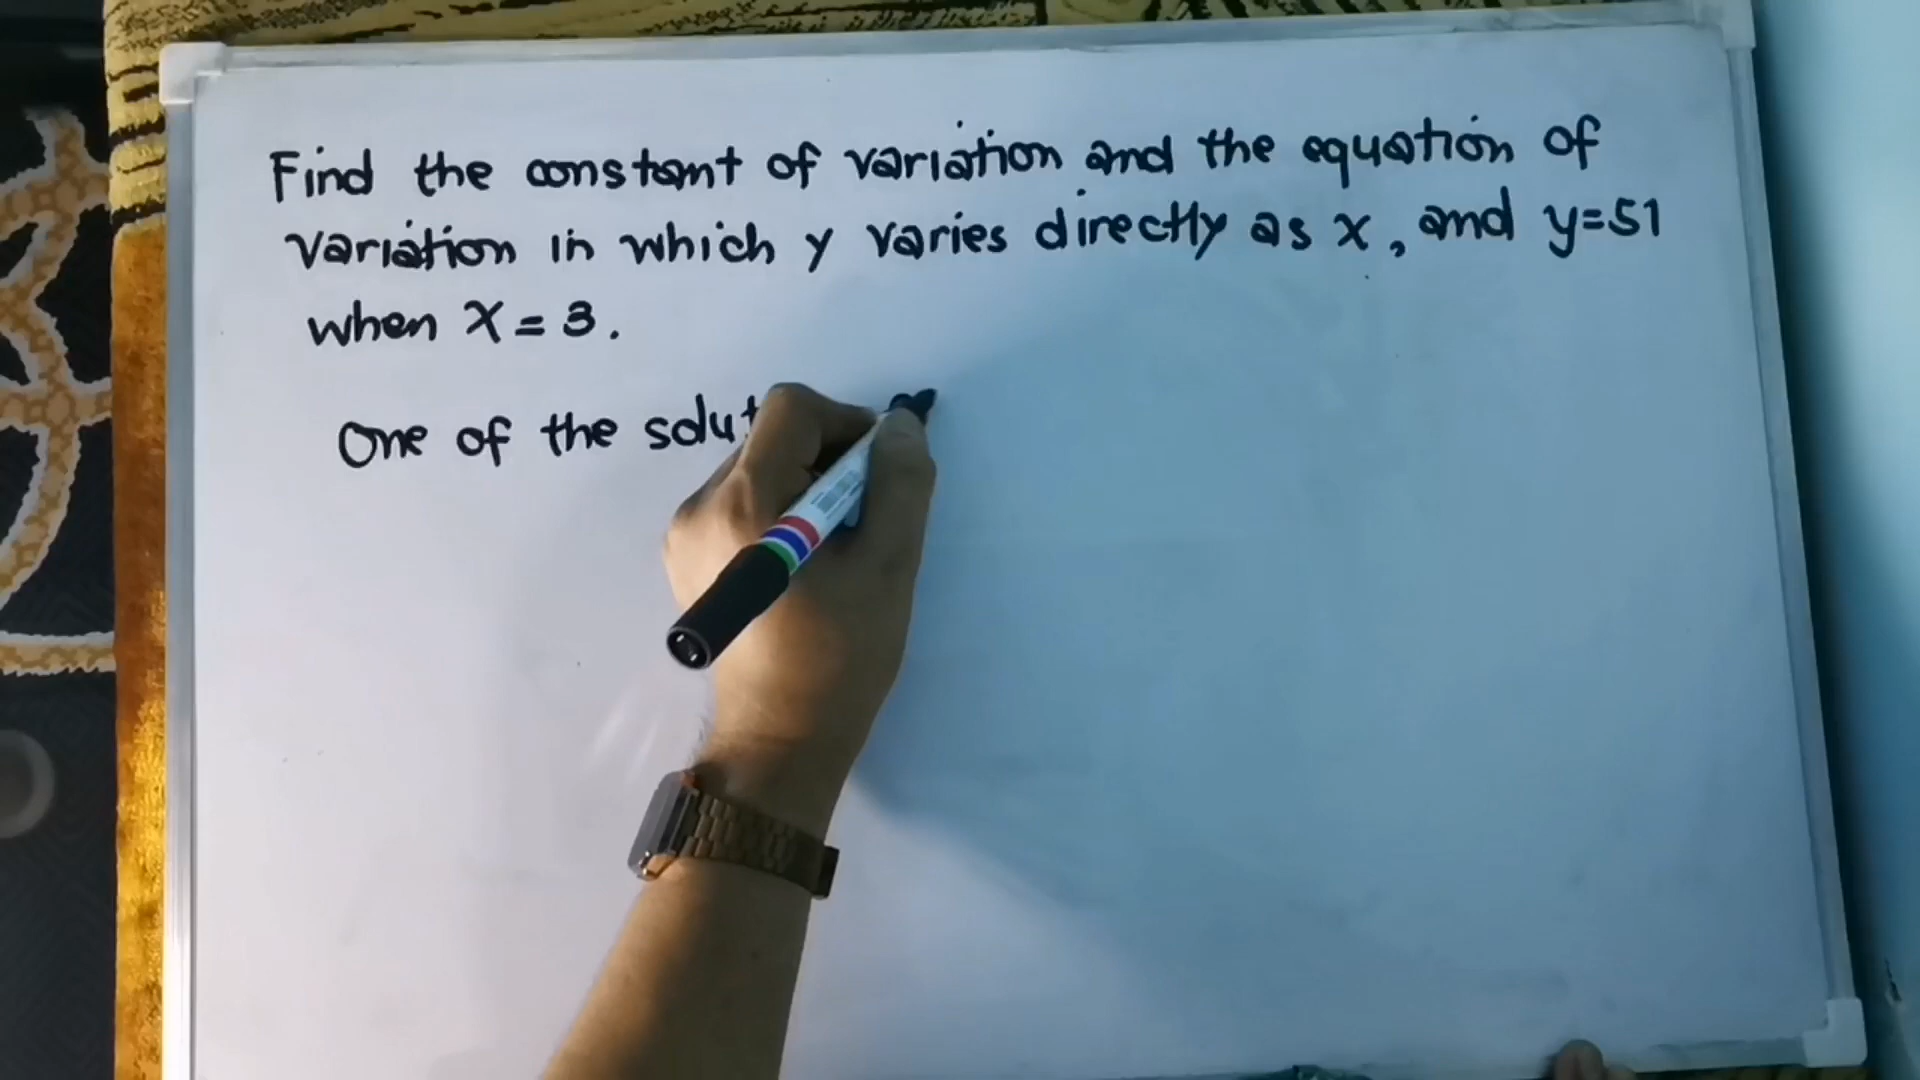 Find the constant of variation and the equation of
variation in which y varies directly as x, and y=51
when x = 3.
One of the solut